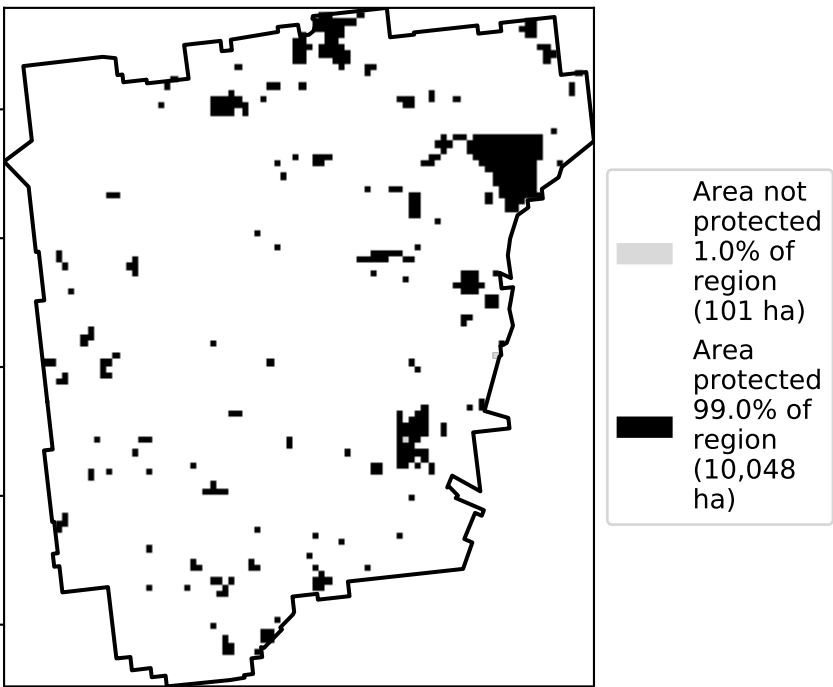 Area not
protected
1.0% of
region
(101 ha)
Area
protected
99.0% of
region
(10,048
ha)